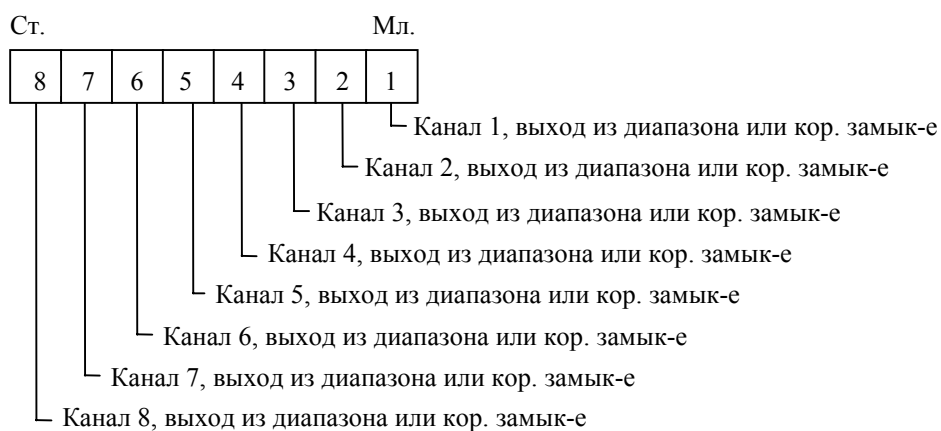 Ст. Мл.
8 7 6 5 4 3 2 1
Канал 1, выход из диапазона или кор. замык-е
Канал 2, выход из диапазона или кор. замык-е
Канал 3, выход из диапазона или кор. замык-е
Канал 4, выход из диапазона или кор. замык-е
Канал 5, выход из диапазона или кор. замык-е
Канал 6, выход из диапазона или кор. замык-е
Канал 7, выход из диапазона или кор. замык-е
Канал 8, выход из диапазона или кор. замык-е